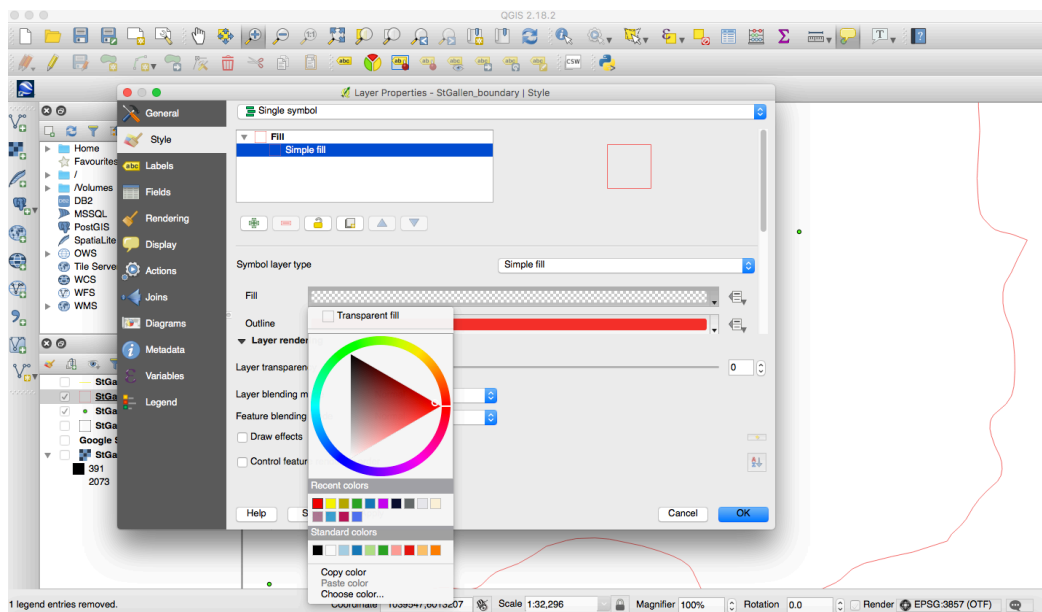 QGIS 2.18.2
abc
CSW
Layer Properties - StGallen_boundary | Style
General
Style
Labels
Fields
Rendering
Display
Actions
Joins
Diagrams
Metadata
Variables
Legend
Home
Favourites
/
/Volumes
DB2
MSSQL
PostGIS
SpatiaLite
OWS
Tile Serve
WCS
WFS
WMS
StGa
StGa
StGa
StGa
Google S
StGa
391
2073
Single symbol
Fill
Simple fill
Symbol layer type
Simple fill
Fill
Outline
Layer render
Layer transparen
0
Layer blending m
Feature blending
Draw effects
Control featur
Transparent fill
Recent colors
Standard colors
Copy color
Paste color
Choose color...
Help
S
Cancel
OK
1 legend entries removed.
Coordinate
1039547,6013207
Scale
1:32,296
Magnifier
100%
Rotation
0.0
Render
EPSG:3857 (OTF)